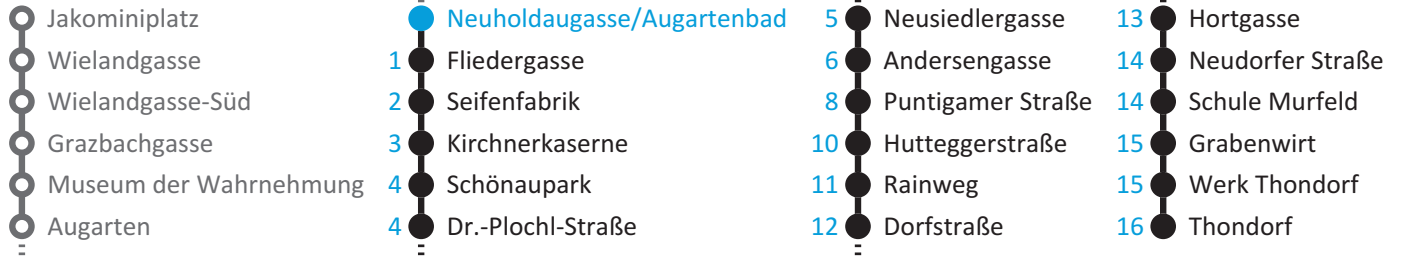 Jakominiplatz
Wielandgasse
Wielandgasse-Süd
Grazbachgasse
Museum der Wahrnehmung
Augarten
Neuholdaugasse/Augartenbad
1 Fliedergasse
2 Seifenfabrik
3 Kirchnerkaserne
4 Schönaupark
4 Dr.-Plochl-Straße
5 Neusiedlergasse
6 Andersengasse
8 Puntigamer Straße
10 Hutteggerstraße
11 Rainweg
12 Dorfstraße
13 Hortgasse
14 Neudorfer Straße
14 Schule Murfeld
15 Grabenwirt
15 Werk Thondorf
16 Thondorf